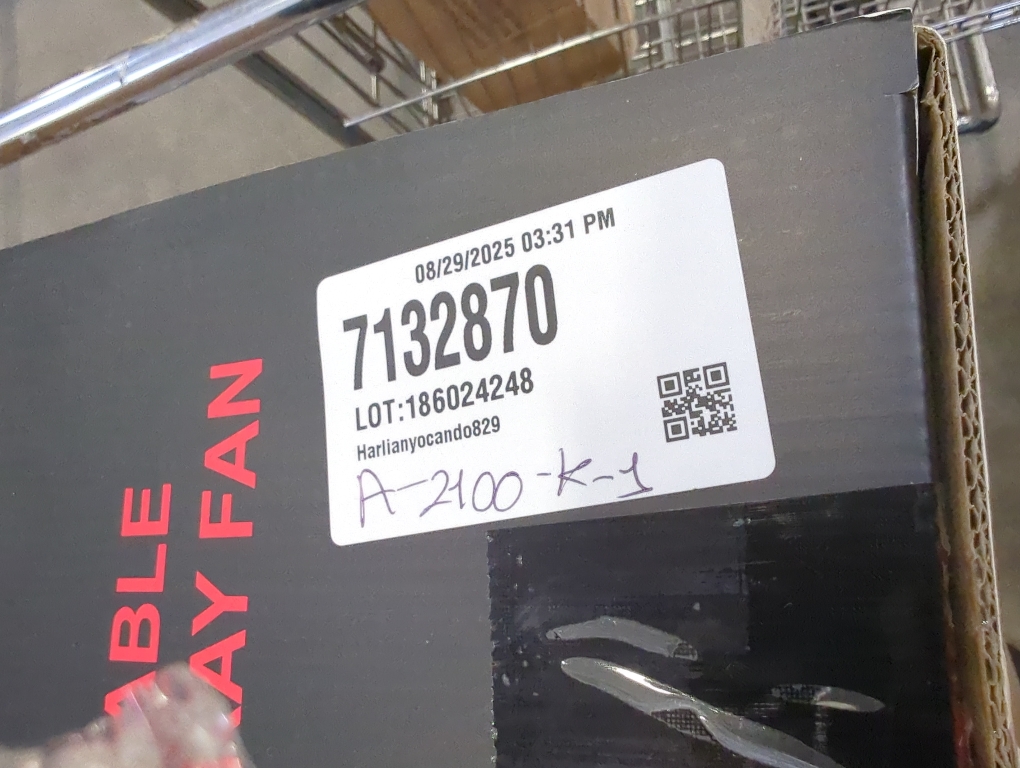 08/29/2025 03:31 PM
7132870
LOT:186024248
Harlianyocando829
A-2100-K-1
ABLE
AY FAN